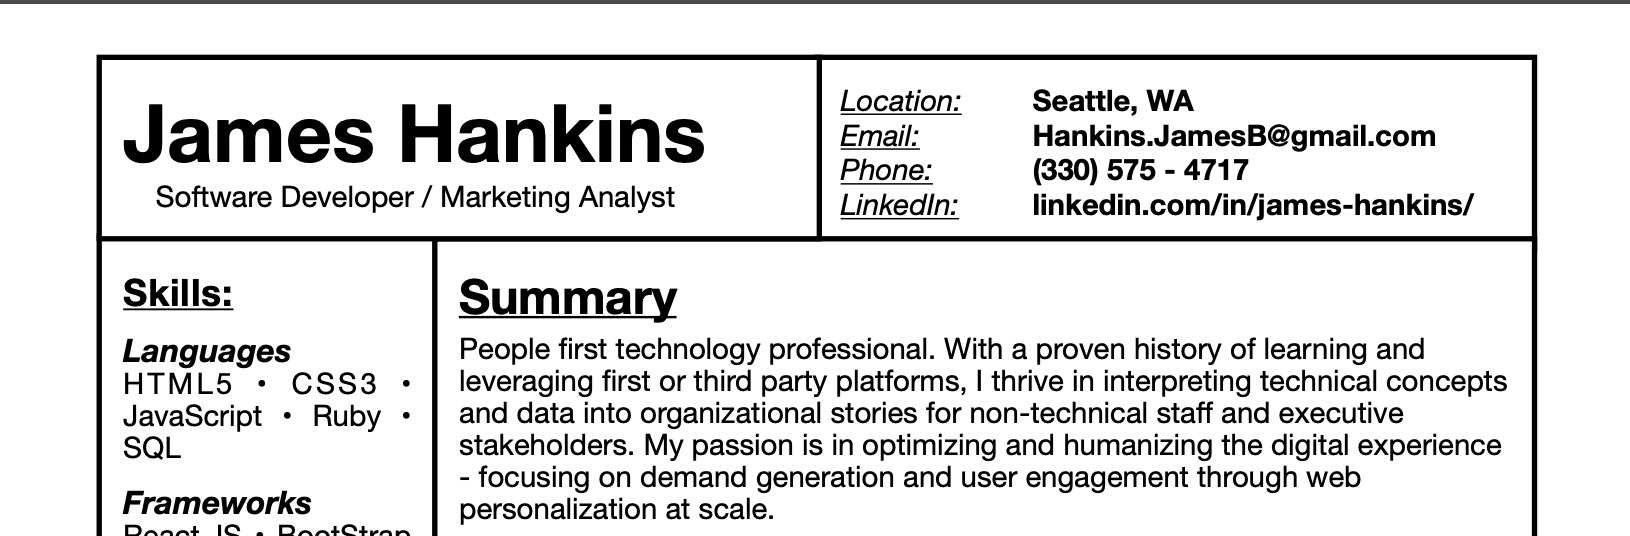 James Hankins
Software Developer / Marketing Analyst
Location: Seattle, WA
Email: Hankins.JamesB@gmail.com
Phone: (330) 575 - 4717
LinkedIn: linkedin.com/in/james-hankins/
Skills:
Languages
HTML5 • CSS3 •
JavaScript • Ruby •
SQL
Frameworks
React JS • BootStrap
Summary
People first technology professional. With a proven history of learning and
leveraging first or third party platforms, I thrive in interpreting technical concepts
and data into organizational stories for non-technical staff and executive
stakeholders. My passion is in optimizing and humanizing the digital experience
- focusing on demand generation and user engagement through web
personalization at scale.